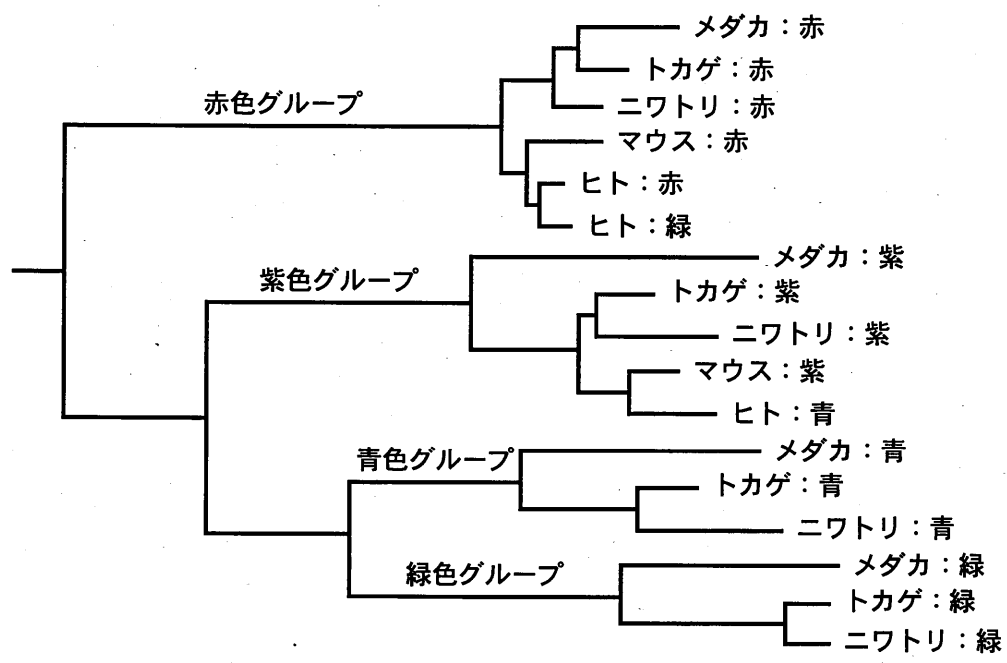 メダカ：赤
トカゲ：赤
赤色グループ
ニワトリ：赤
マウス：赤
ヒト：赤
ヒト：緑
メダカ：紫
紫色グループ
トカゲ：紫
ニワトリ：紫
マウス：紫
ヒト：青
メダカ：青
青色グループ
トカゲ：青
ニワトリ：青
メダカ：緑
緑色グループ
トカゲ：緑
ニワトリ：緑